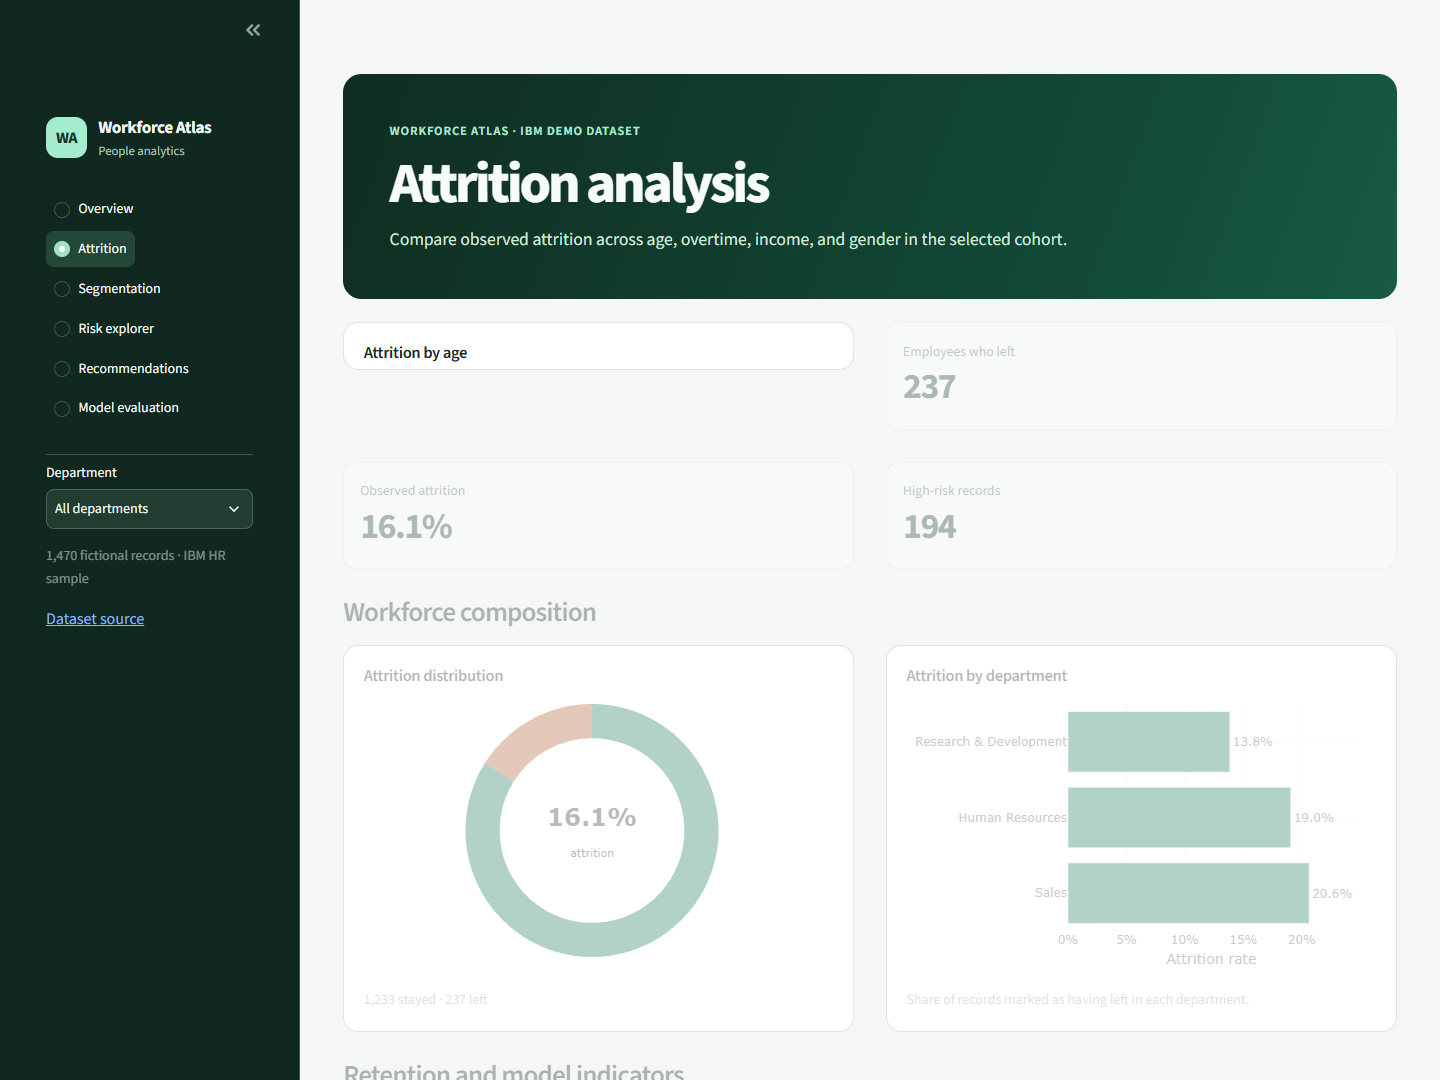 WA
Workforce Atlas
People analytics
Overview
Attrition
Segmentation
Risk explorer
Recommendations
Model evaluation
Department
All departments
1,470 fictional records · IBM HR
sample
Dataset source
WORKFORCE ATLAS · IBM DEMO DATASET
Attrition analysis
Compare observed attrition across age, overtime, income, and gender in the selected cohort.
Attrition by age
Employees who left
237
Observed attrition
16.1%
High-risk records
194
Workforce composition
Attrition distribution
16.1%
attrition
1,233 stayed · 237 left
Attrition by department
Research & Development
13.8%
Human Resources
19.0%
Sales
20.6%
0% 5% 10% 15% 20%
Attrition rate
Share of records marked as having left in each department.
Retention and model indicators